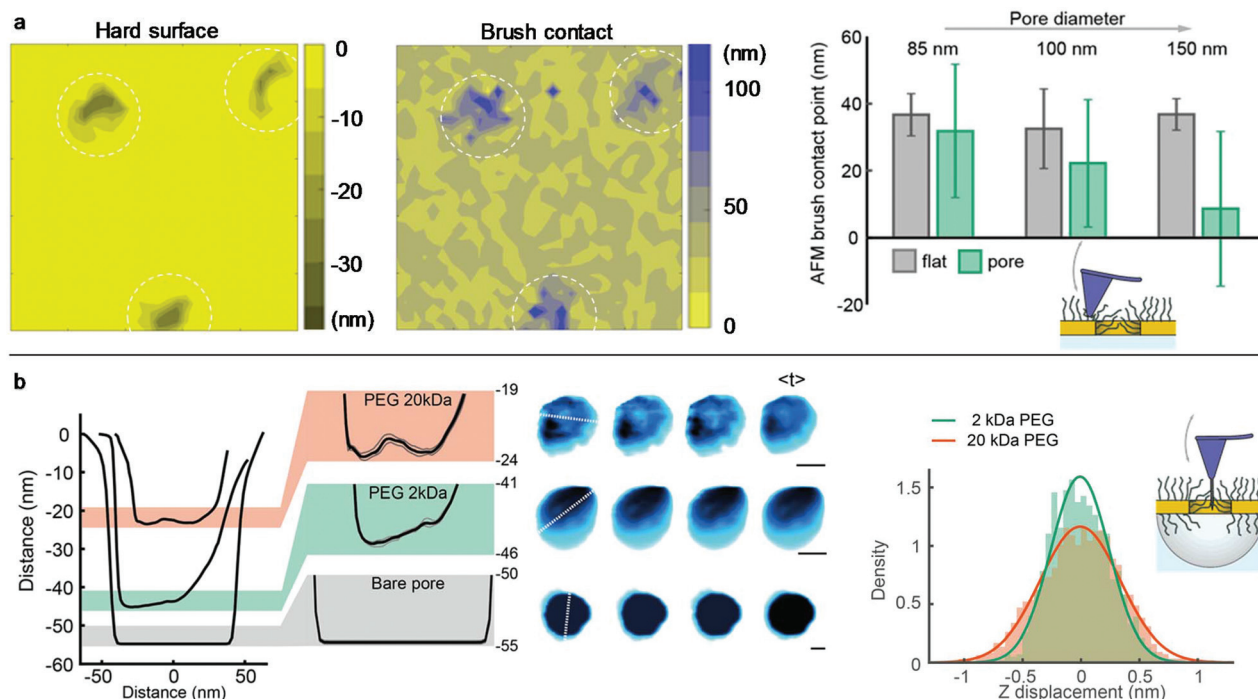 a
Hard surface
0
-10
-20
-30
(nm)
Brush contact
(nm)
100
50
0
Pore diameter
85 nm 100 nm 150 nm
AFM brush contact point (nm)
60
40
20
0
-20
flat pore
b
Distance (nm)
0
-10
-20
-30
-40
-50
-60
-50 0 50
Distance (nm)
PEG 20kDa
-19
-24
PEG 2kDa
-41
-46
Bare pore
-50
-55
<t>
2 kDa PEG
20 kDa PEG
Density
1.5
1
0.5
0
-1 -0.5 0 0.5 1
Z displacement (nm)